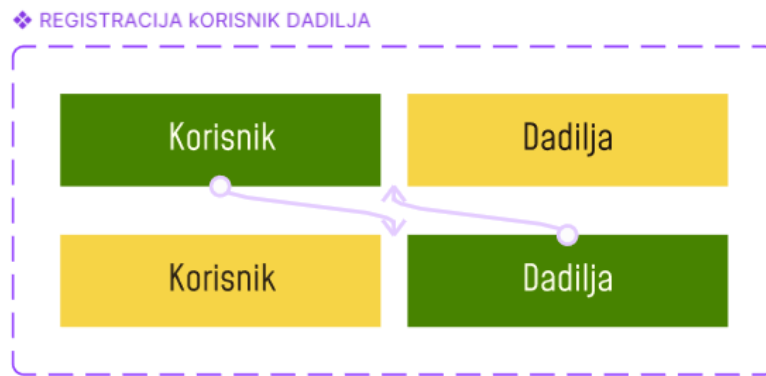 REGISTRACIJA kORISNIK DADILJA
Korisnik
Dadilja
Korisnik
Dadilja